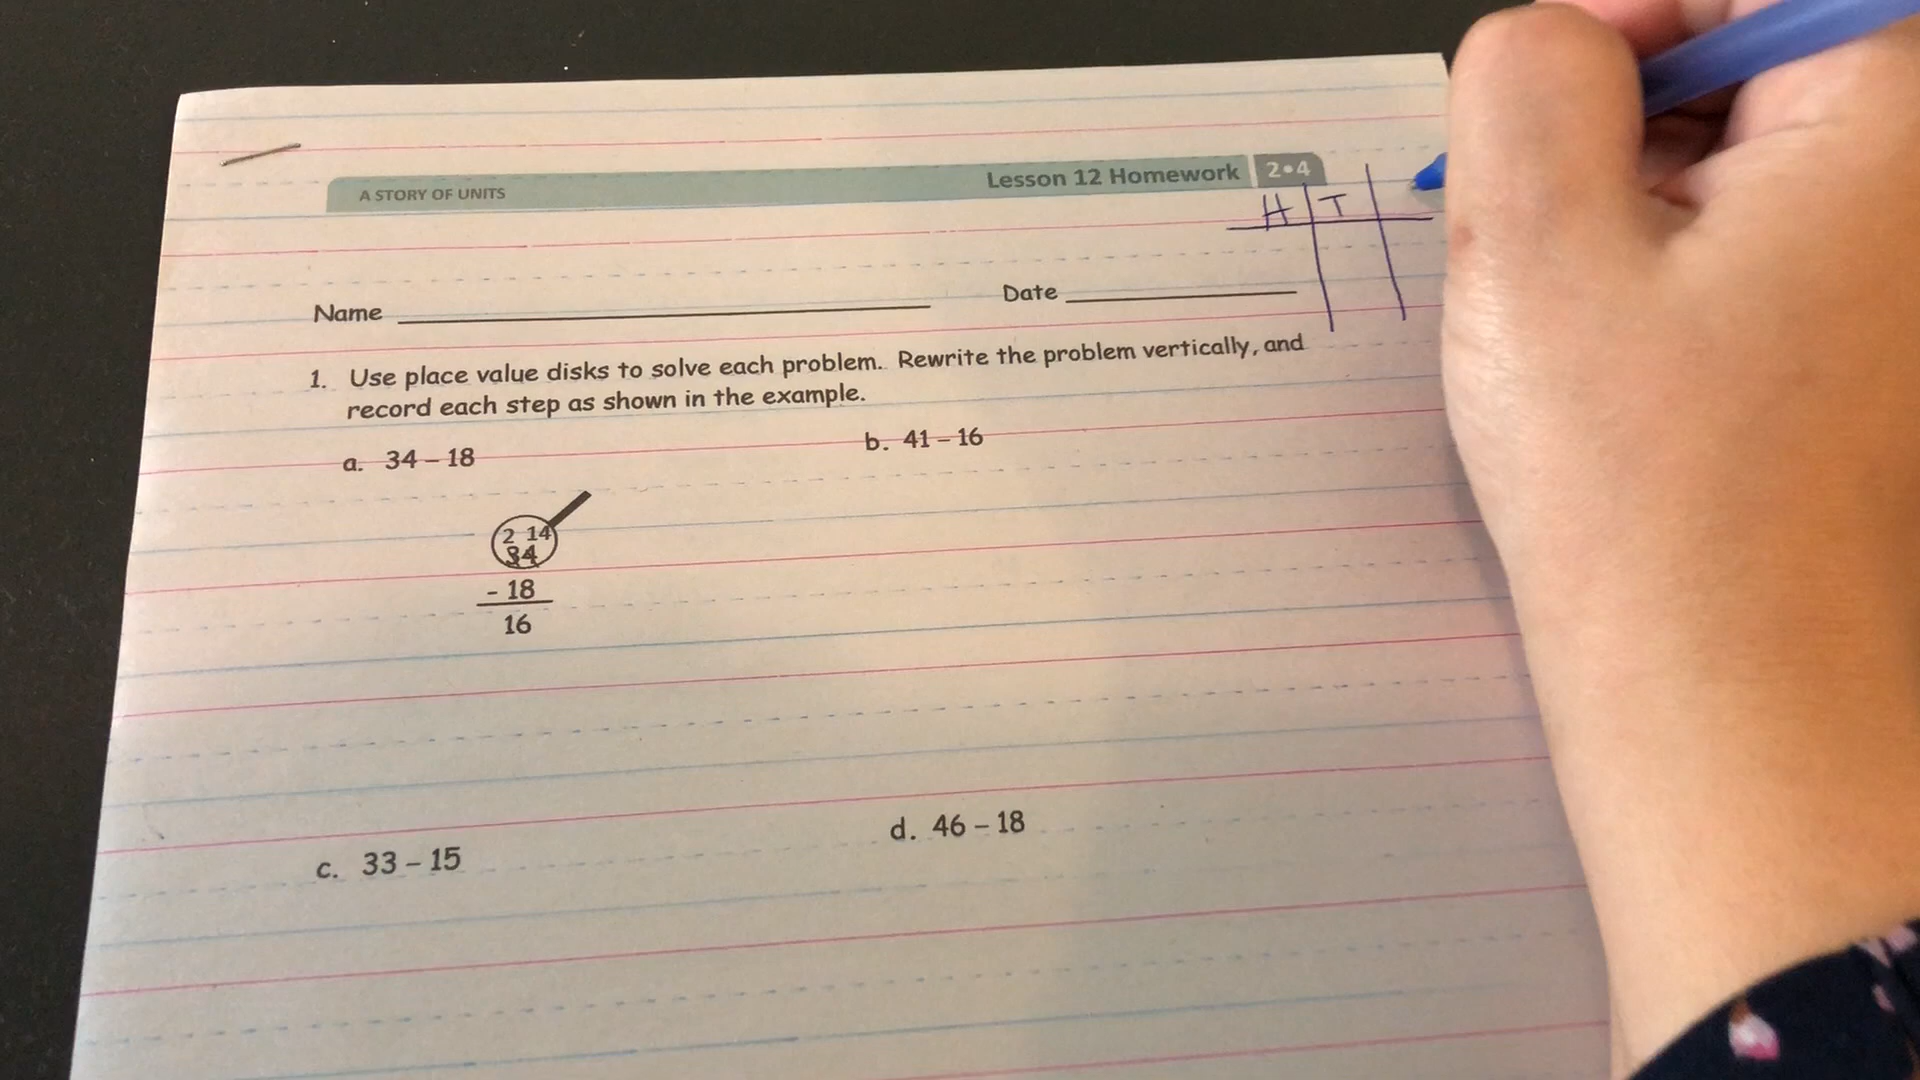 A STORY OF UNITS
Lesson 12 Homework 2•4
H T
Name
Date
1. Use place value disks to solve each problem. Rewrite the problem vertically, and
record each step as shown in the example.
a. 34 – 18
b. 41 – 16
2 14
34
- 18
16
c. 33 – 15
d. 46 – 18